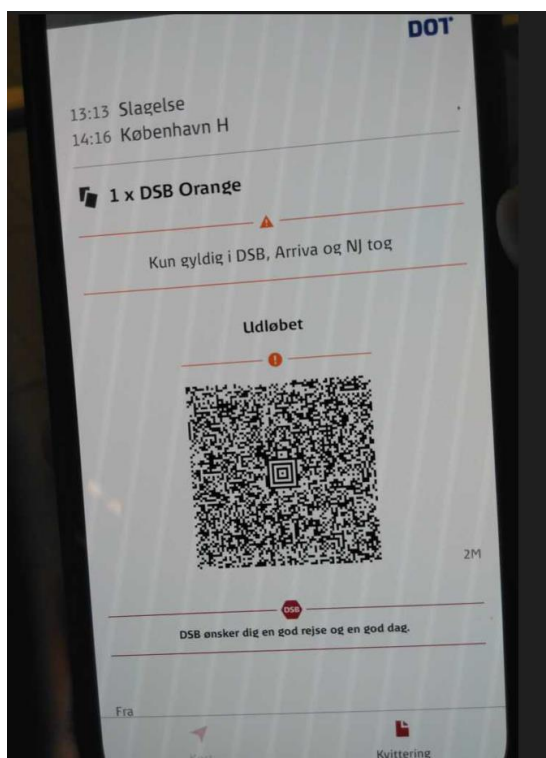 DOT
13:13 Slagelse
14:16 København H
1 x DSB Orange
Kun gyldig i DSB, Arriva og NJ tog
Udløbet
2M
DSB
DSB ønsker dig en god rejse og en god dag.
Fra
Kvittering